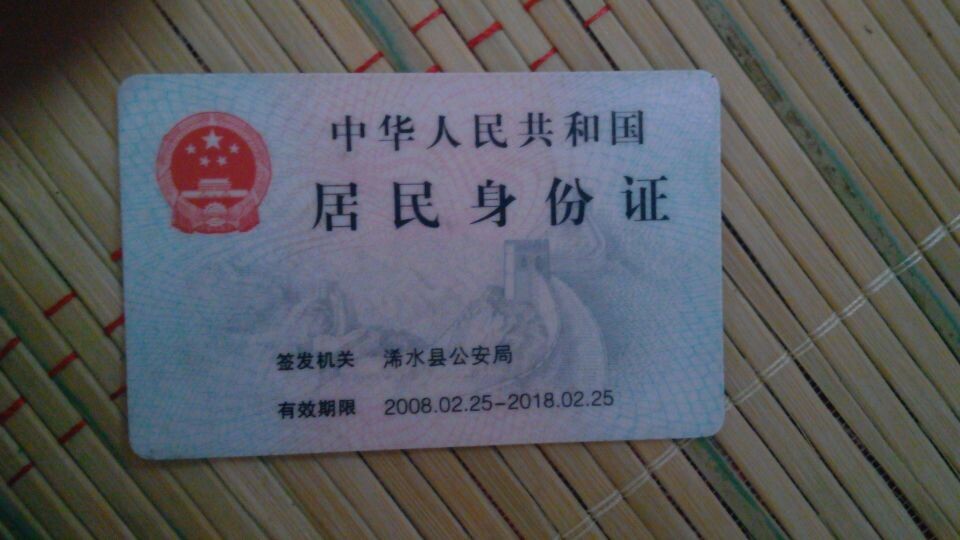 中华人民共和国
居民身份证
签发机关 浠水县公安局
有效期限 2008.02.25-2018.02.25